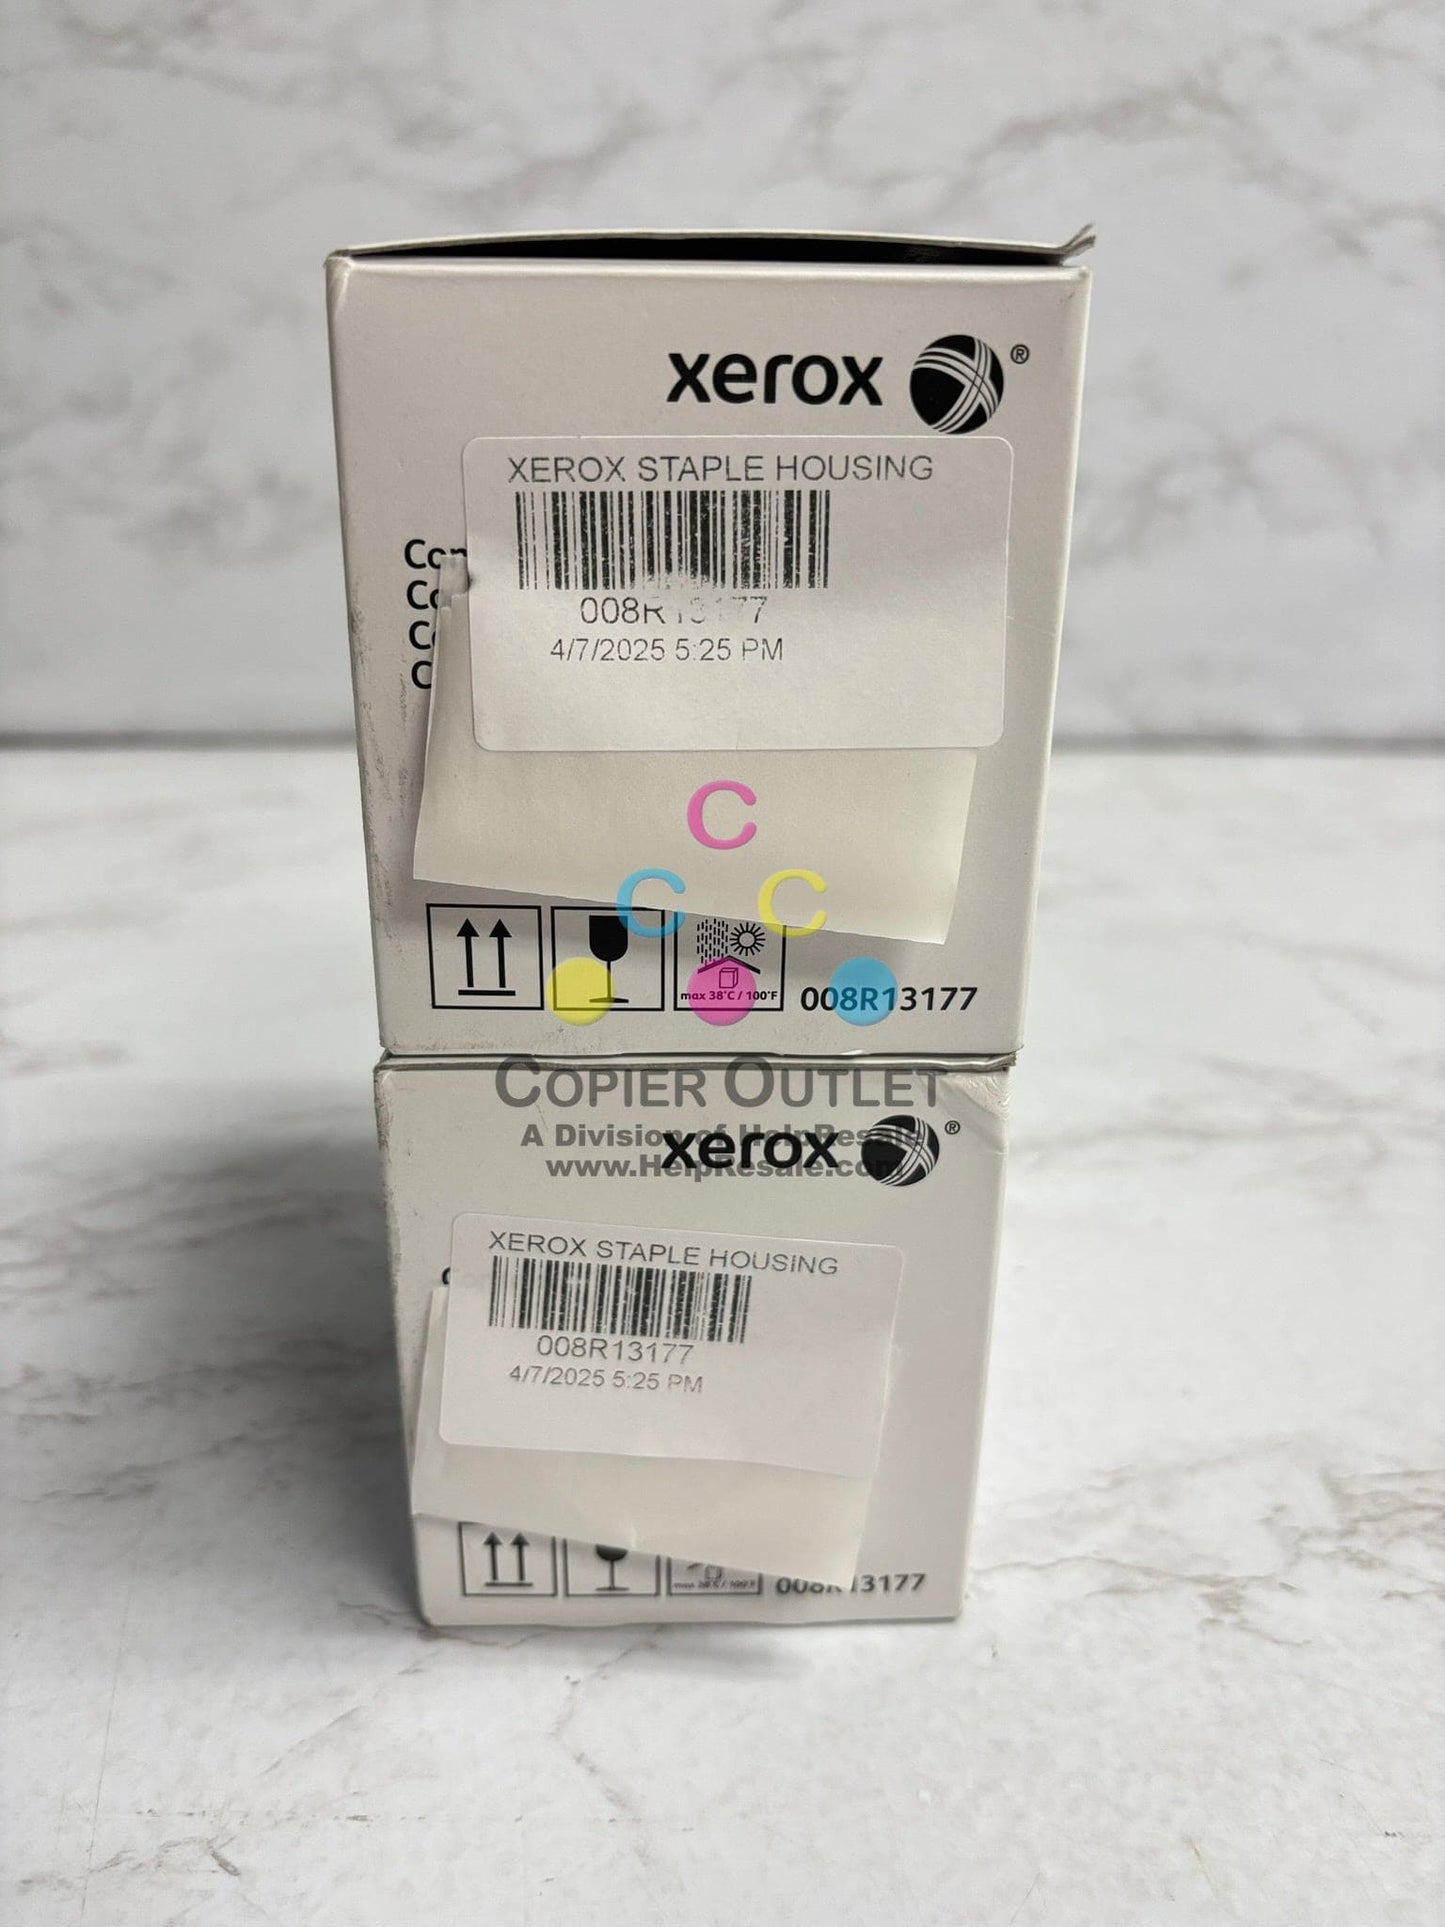 xerox ®
XEROX STAPLE HOUSING
008R13177
4/7/2025 5:25 PM
C
C C
max 38°C / 100°F
008R13177
COPIER OUTLET
A Division of HelpResale
www.HelpResale.com
xerox ®
XEROX STAPLE HOUSING
008R13177
4/7/2025 5:25 PM
008R13177